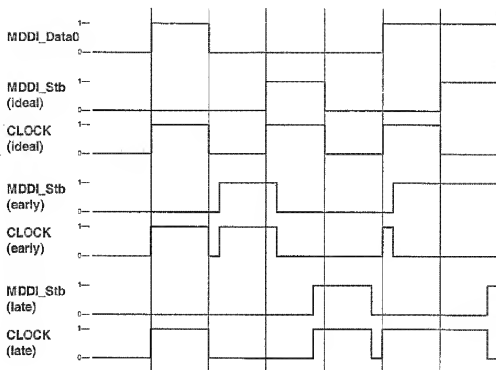 1—
MDDI_Data0
0—
1—
MDDI_Stb
(ideal)
0—
CLOCK
1—
(ideal)
0—
1—
MDDI_Stb
(early)
0—
CLOCK
1—
(early)
0—
MDDI_Stb
1—
(late)
0—
CLOCK
1—
(late)
0—